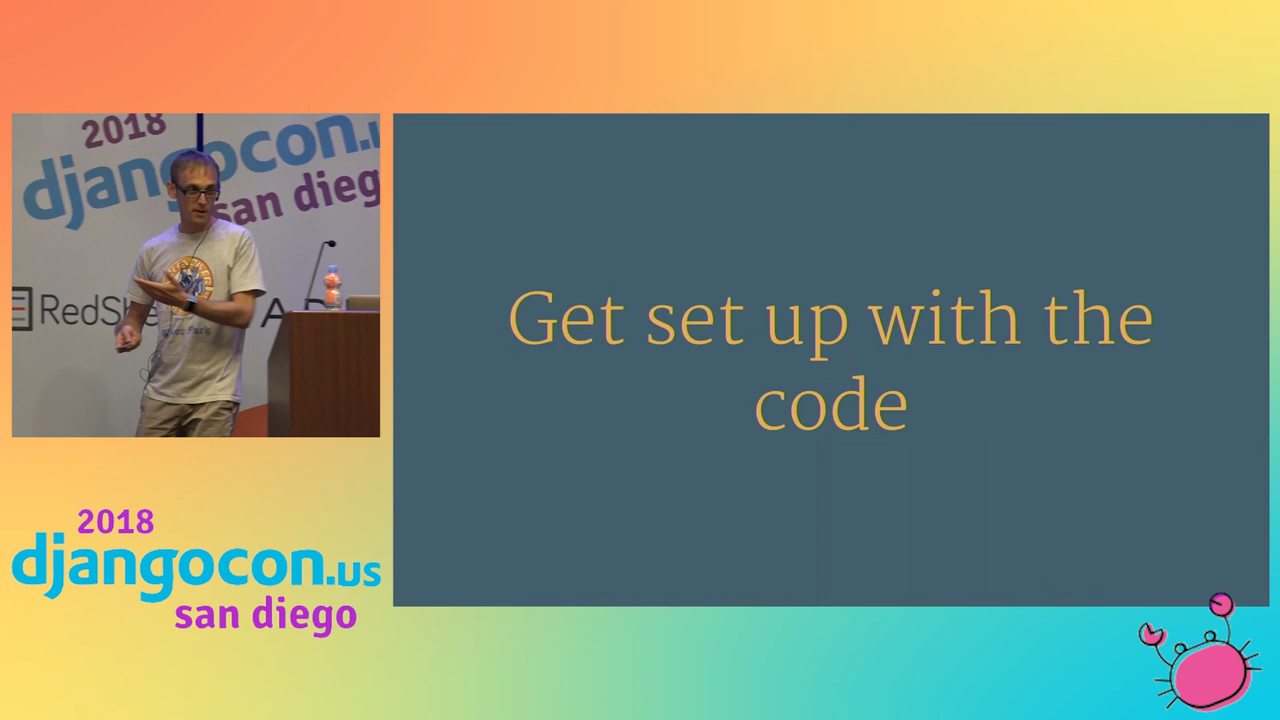 2018
djangocon.u
san dieg
RedSh
2018
djangocon.us
san diego
Get set up with the
code